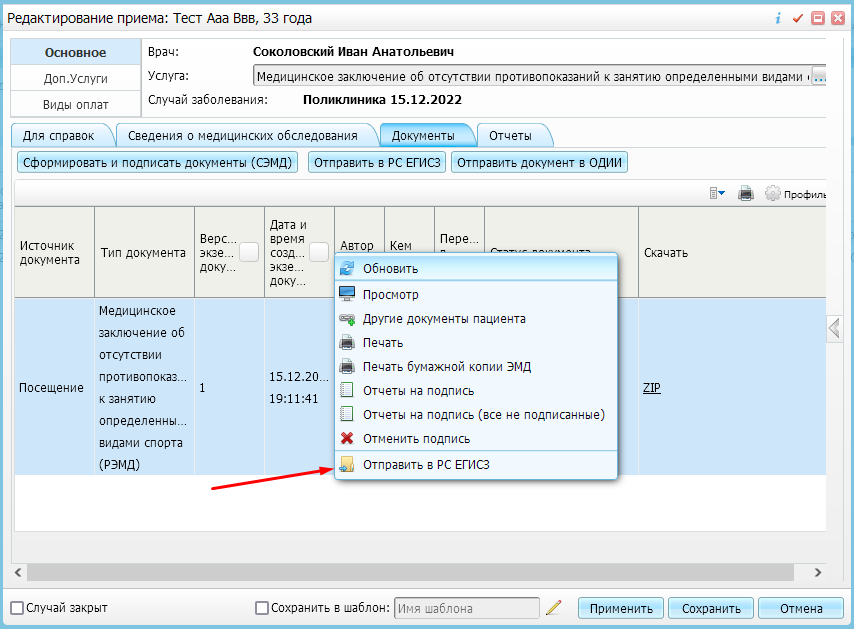 Редактирование приема: Тест Ааа Ввв, 33 года
Основное
Доп.Услуги
Виды оплат
Врач:
Соколовский Иван Анатольевич
Услуга:
Медицинское заключение об отсутствии противопоказаний к занятию определенными видами
...
Случай заболевания:
Поликлиника 15.12.2022
Для справок
Сведения о медицинских обследования
Документы
Отчеты
Сформировать и подписать документы (СЭМД)
Отправить в РС ЕГИСЗ
Отправить документ в ОДИИ
Профиль
Источник
документа
Тип документа
Верс...
экзе...
доку...
Дата и
время
созд...
экзе...
доку...
Автор
Кем
Пере...
Статус документа
Скачать
Посещение
Медицинское
заключение об
отсутствии
противопоказ...
к занятию
определенны...
видами спорта
(РЭМД)
1
15.12.20...
19:11:41
ZIP
Обновить
Просмотр
Другие документы пациента
Печать
Печать бумажной копии ЭМД
Отчеты на подпись
Отчеты на подпись (все не подписанные)
Отменить подпись
Отправить в РС ЕГИСЗ
Случай закрыт
Сохранить в шаблон:
Имя шаблона
Применить
Сохранить
Отмена